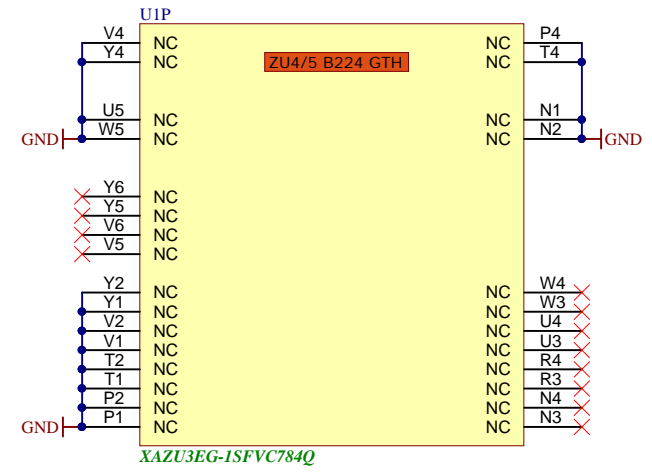 U1P
V4 NC NC P4
Y4 NC ZU4/5 B224 GTH NC T4
U5 NC NC N1
GND W5 NC NC N2 GND
Y6 NC
Y5 NC
V6 NC
V5 NC
Y2 NC NC W4
Y1 NC NC W3
V2 NC NC U4
V1 NC NC U3
T2 NC NC R4
T1 NC NC R3
P2 NC NC N4
GND P1 NC NC N3
XAZU3EG-1SFVC784Q